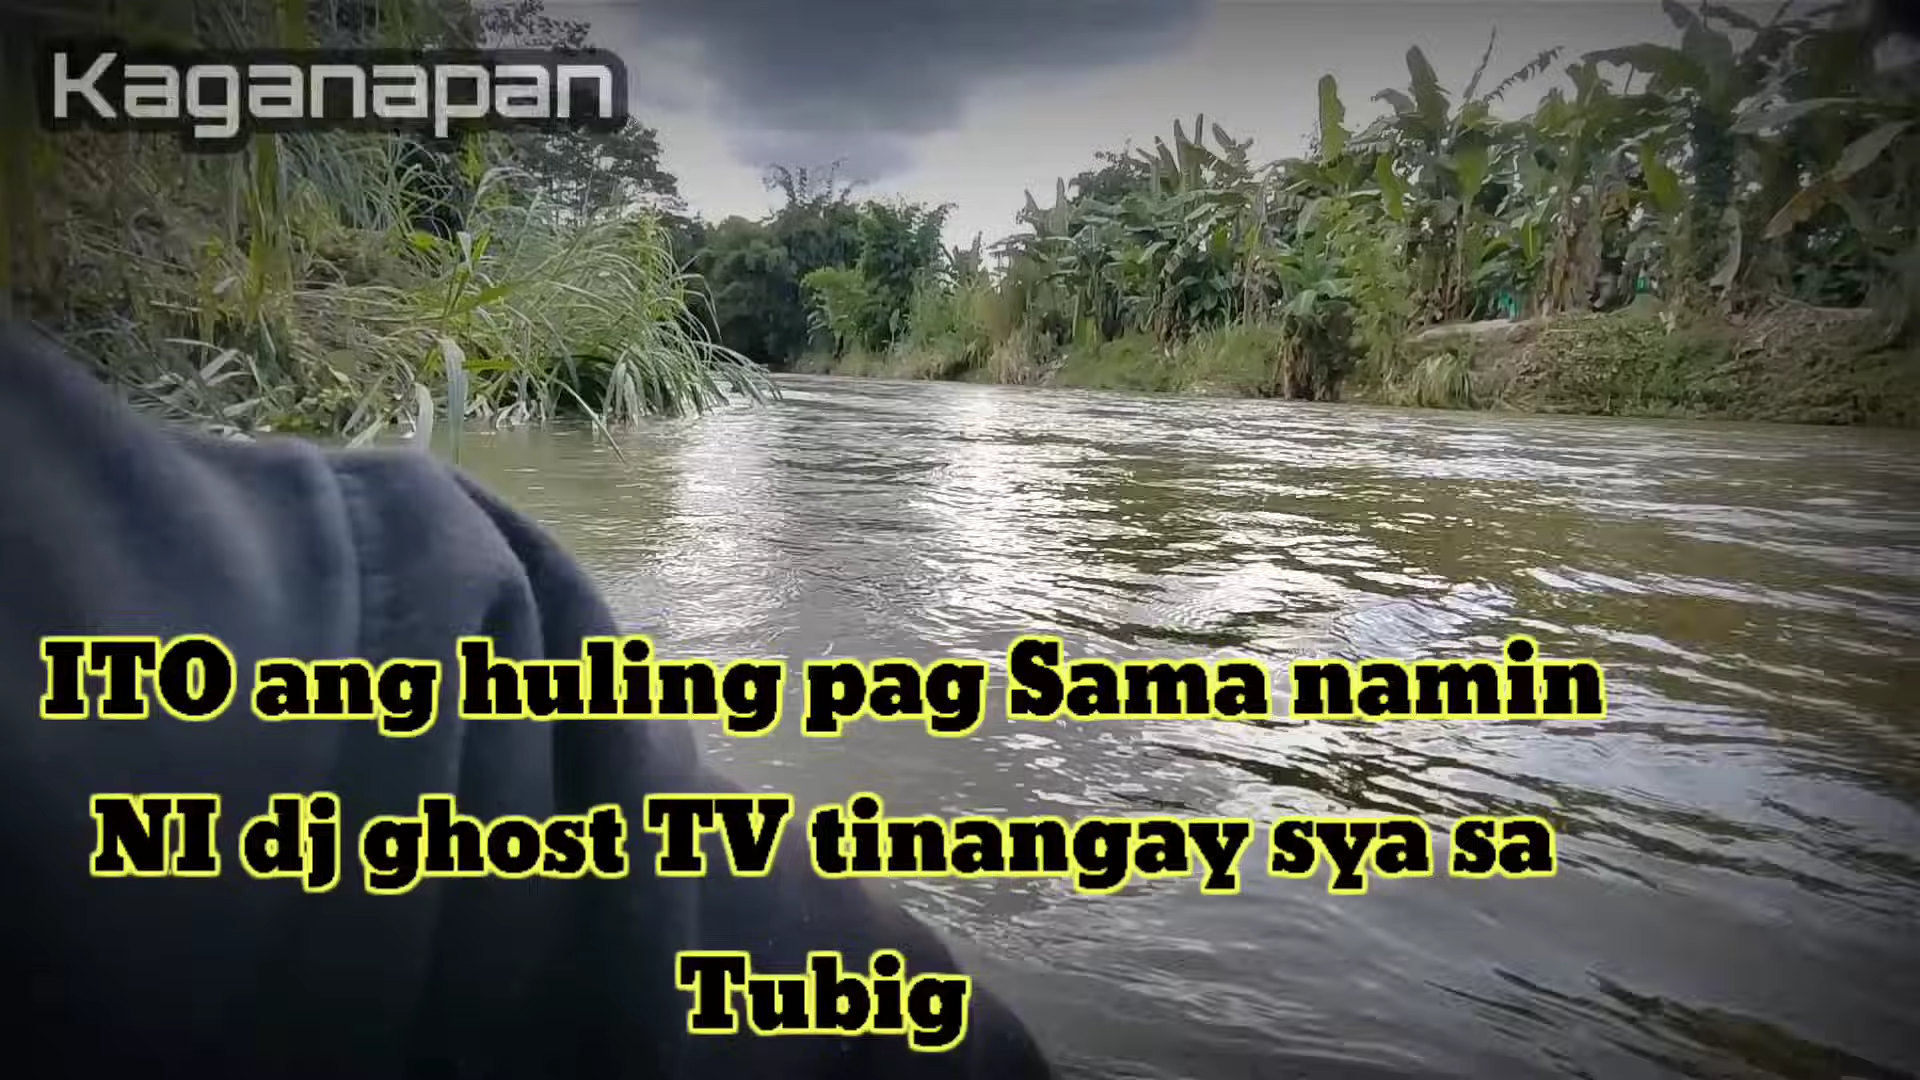 Kaganapan
ITO ang huling pag Sama namin
NI dj ghost TV tinangay sya sa
Tubig